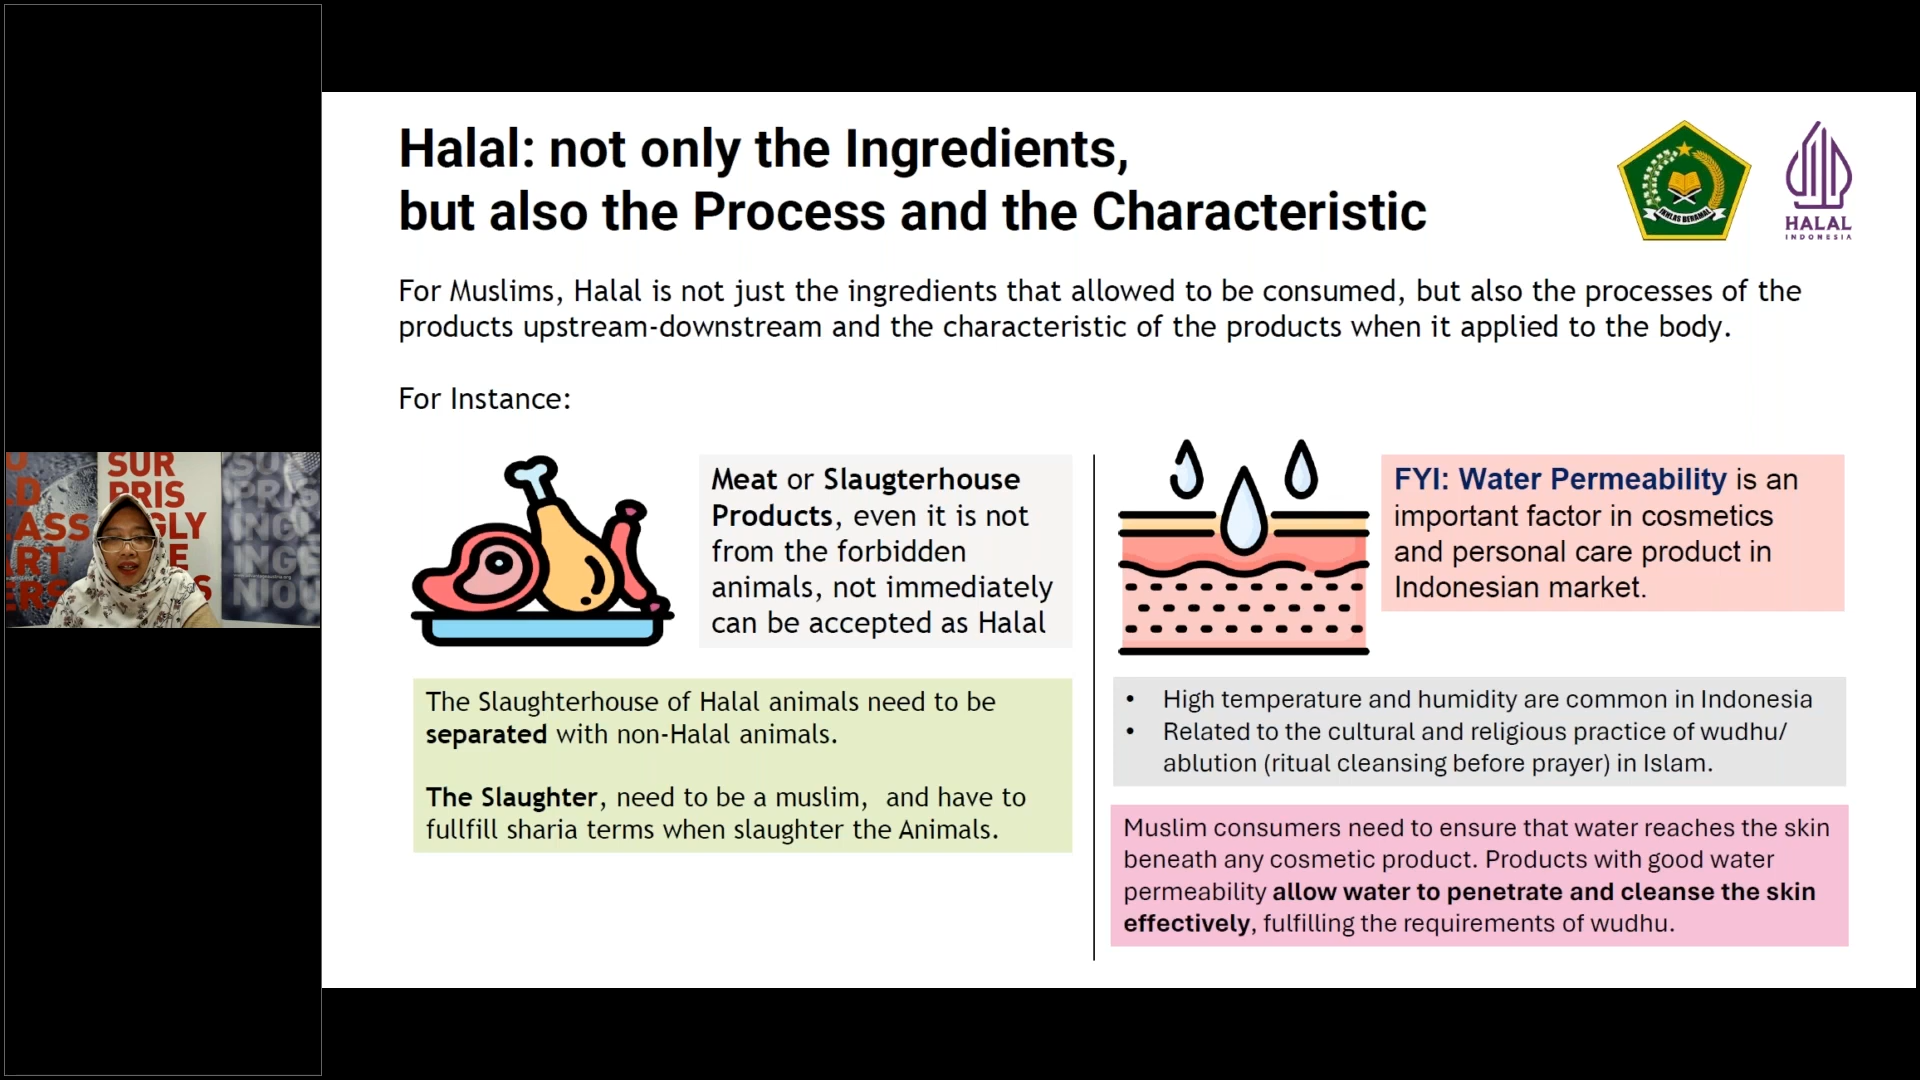 Halal: not only the Ingredients,
but also the Process and the Characteristic
IKHLAS BERAMAL
HALAL
INDONESIA
For Muslims, Halal is not just the ingredients that allowed to be consumed, but also the processes of the
products upstream-downstream and the characteristic of the products when it applied to the body.
For Instance:
Meat or Slaugterhouse
Products, even it is not
from the forbidden
animals, not immediately
can be accepted as Halal
The Slaughterhouse of Halal animals need to be
separated with non-Halal animals.
The Slaughter, need to be a muslim, and have to
fullfill sharia terms when slaughter the Animals.
FYI: Water Permeability is an
important factor in cosmetics
and personal care product in
Indonesian market.
• High temperature and humidity are common in Indonesia
• Related to the cultural and religious practice of wudhu/
ablution (ritual cleansing before prayer) in Islam.
Muslim consumers need to ensure that water reaches the skin
beneath any cosmetic product. Products with good water
permeability allow water to penetrate and cleanse the skin
effectively, fulfilling the requirements of wudhu.
SUR
PRIS